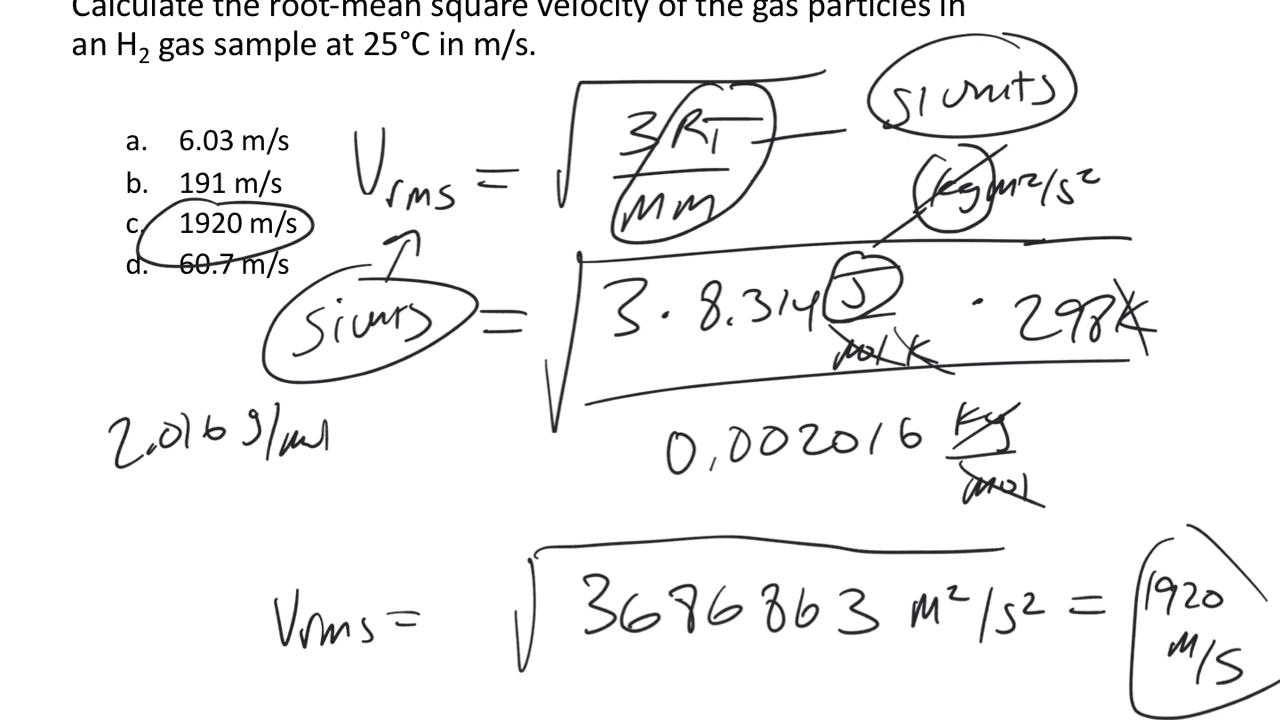 Calculate the root-mean square velocity of the gas particles in
an H₂ gas sample at 25°C in m/s.
a. 6.03 m/s
b. 191 m/s
c. 1920 m/s
d. 60.7 m/s
Vrms = √ 3RT / MM
SI units
kg m²/s²
SI units
= √ 3 · 8.314 J / mol K · 298 K
2.016 g/mol
0.002016 kg / mol
Vrms = √ 3686863 m²/s² = 1920 m/s